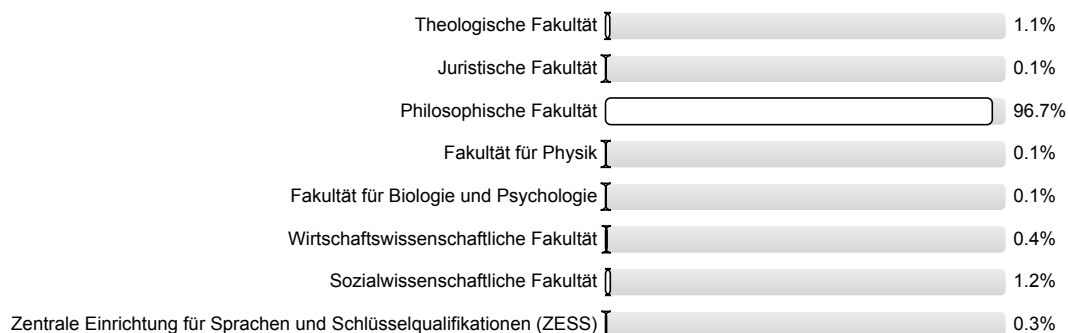 Theologische Fakultät 1.1%
Juristische Fakultät 0.1%
Philosophische Fakultät 96.7%
Fakultät für Physik 0.1%
Fakultät für Biologie und Psychologie 0.1%
Wirtschaftswissenschaftliche Fakultät 0.4%
Sozialwissenschaftliche Fakultät 1.2%
Zentrale Einrichtung für Sprachen und Schlüsselqualifikationen (ZESS) 0.3%